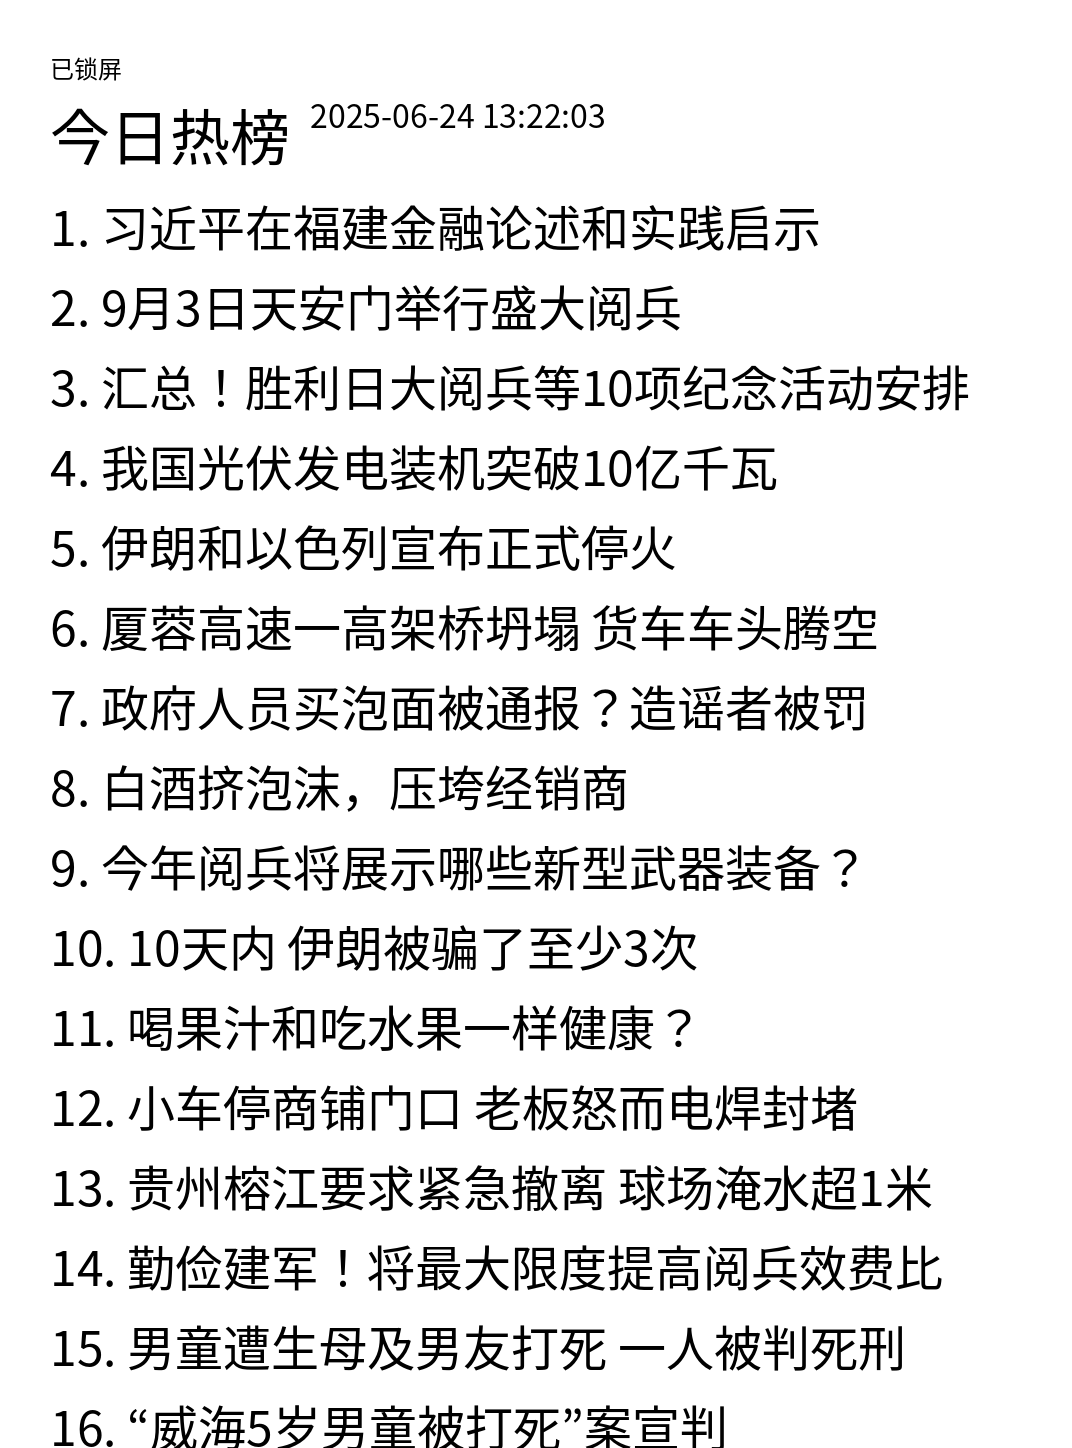 已锁屏
今日热榜 2025-06-24 13:22:03
1. 习近平在福建金融论述和实践启示
2. 9月3日天安门举行盛大阅兵
3. 汇总！胜利日大阅兵等10项纪念活动安排
4. 我国光伏发电装机突破10亿千瓦
5. 伊朗和以色列宣布正式停火
6. 厦蓉高速一高架桥坍塌 货车车头腾空
7. 政府人员买泡面被通报？造谣者被罚
8. 白酒挤泡沫，压垮经销商
9. 今年阅兵将展示哪些新型武器装备？
10. 10天内 伊朗被骗了至少3次
11. 喝果汁和吃水果一样健康？
12. 小车停商铺门口 老板怒而电焊封堵
13. 贵州榕江要求紧急撤离 球场淹水超1米
14. 勤俭建军！将最大限度提高阅兵效费比
15. 男童遭生母及男友打死 一人被判死刑
16. “威海5岁男童被打死”案宣判